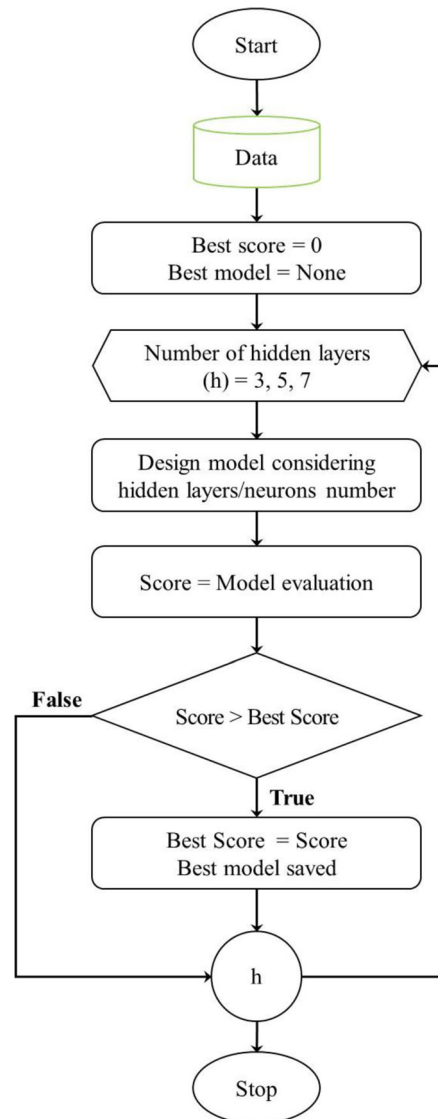 Start
Data
Best score = 0
Best model = None
Number of hidden layers
(h) = 3, 5, 7
Design model considering
hidden layers/neurons number
Score = Model evaluation
False
Score > Best Score
True
Best Score = Score
Best model saved
h
Stop